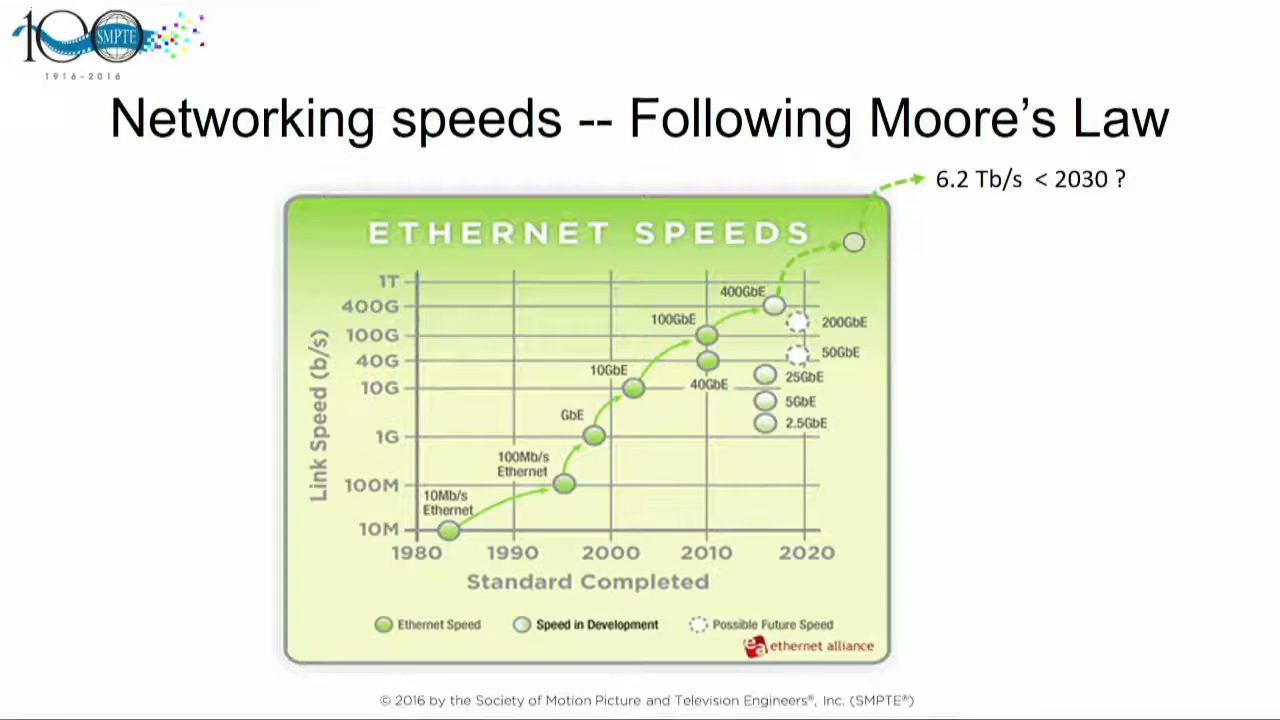 100
SMPTE
1916-2016
Networking speeds -- Following Moore's Law
6.2 Tb/s < 2030 ?
ETHERNET SPEEDS
1T
400G
100G
40G
10G
1G
100M
10M
Link Speed (b/s)
400GbE
100GbE
200GbE
50GbE
10GbE
40GbE
25GbE
5GbE
GbE
2.5GbE
100Mb/s
Ethernet
10Mb/s
Ethernet
1980 1990 2000 2010 2020
Standard Completed
Ethernet Speed Speed in Development Possible Future Speed
ea ethernet alliance
© 2016 by the Society of Motion Picture and Television Engineers®, Inc. (SMPTE®)